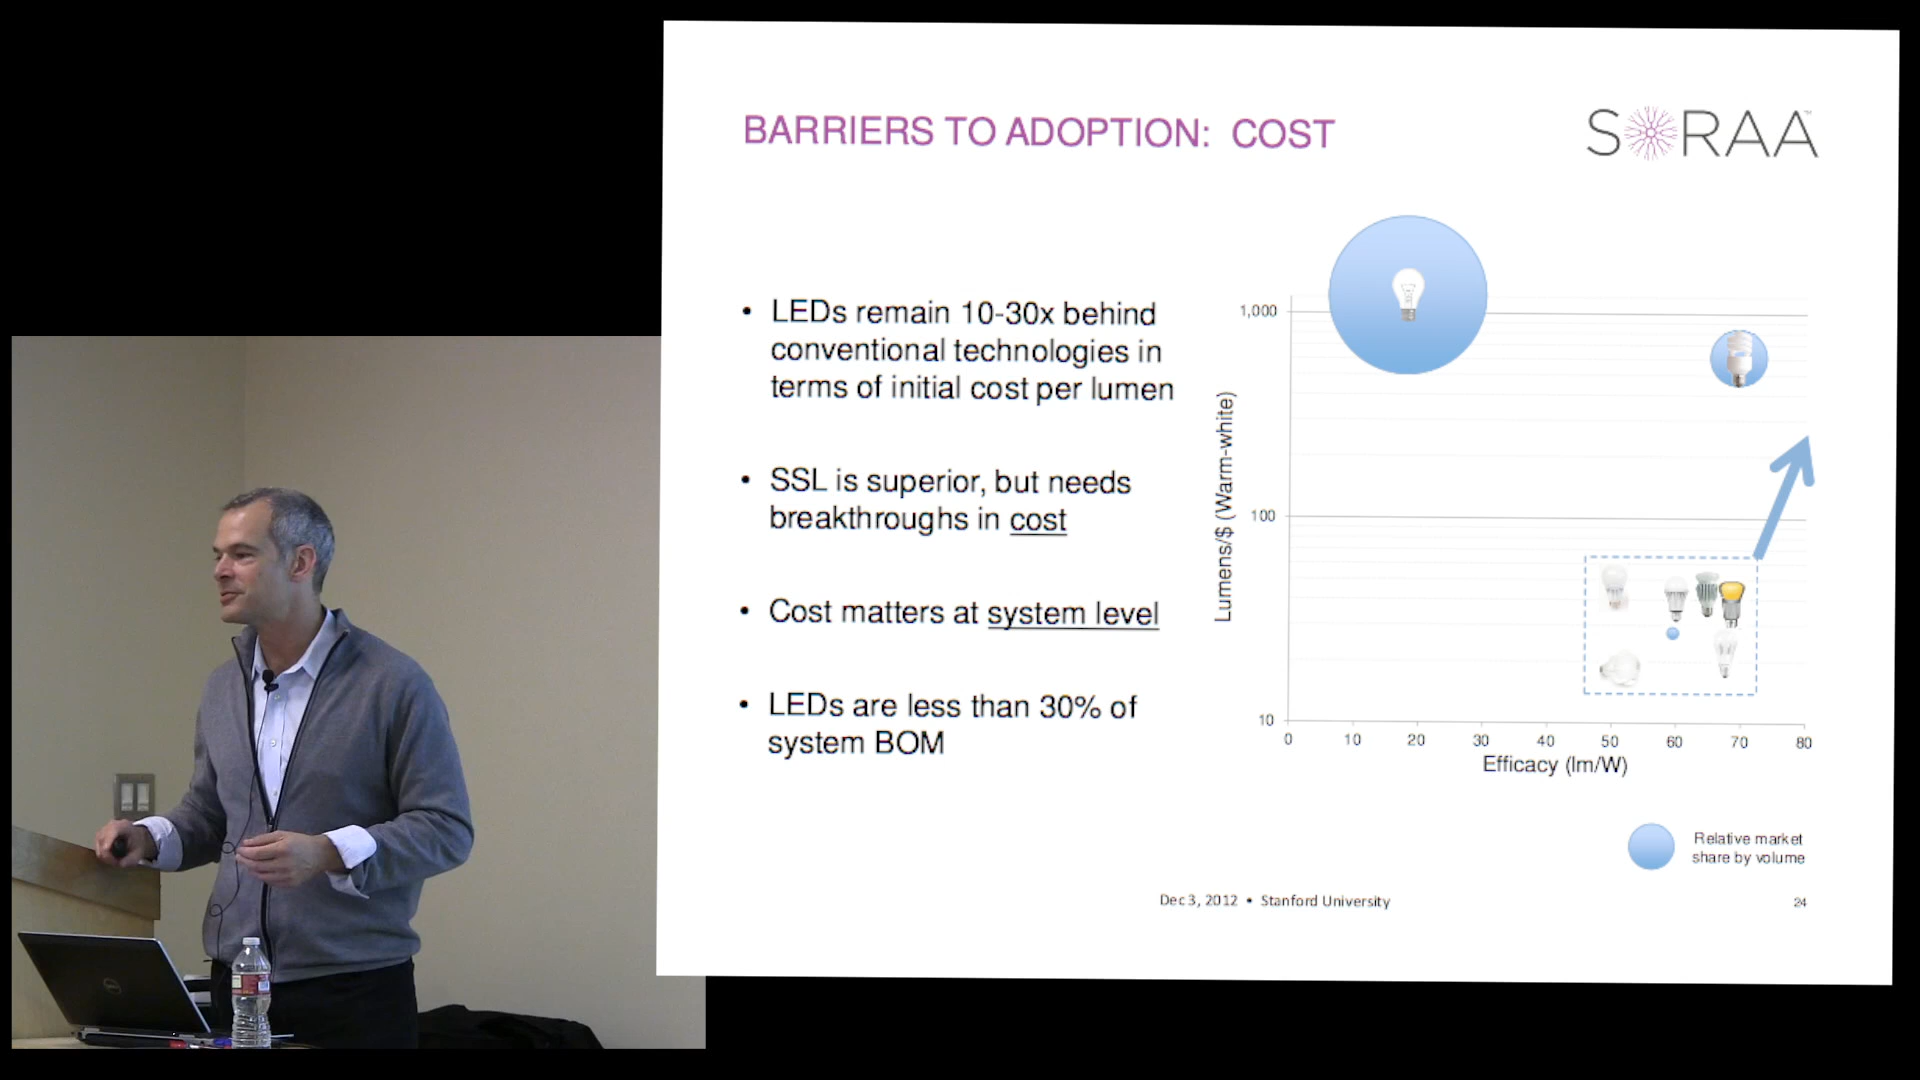 BARRIERS TO ADOPTION: COST
SORAA™
• LEDs remain 10-30x behind
conventional technologies in
terms of initial cost per lumen
• SSL is superior, but needs
breakthroughs in cost
• Cost matters at system level
• LEDs are less than 30% of
system BOM
Lumens/$ (Warm-white)
1,000
100
10
0 10 20 30 40 50 60 70 80
Efficacy (lm/W)
Relative market
share by volume
Dec 3, 2012 • Stanford University
24